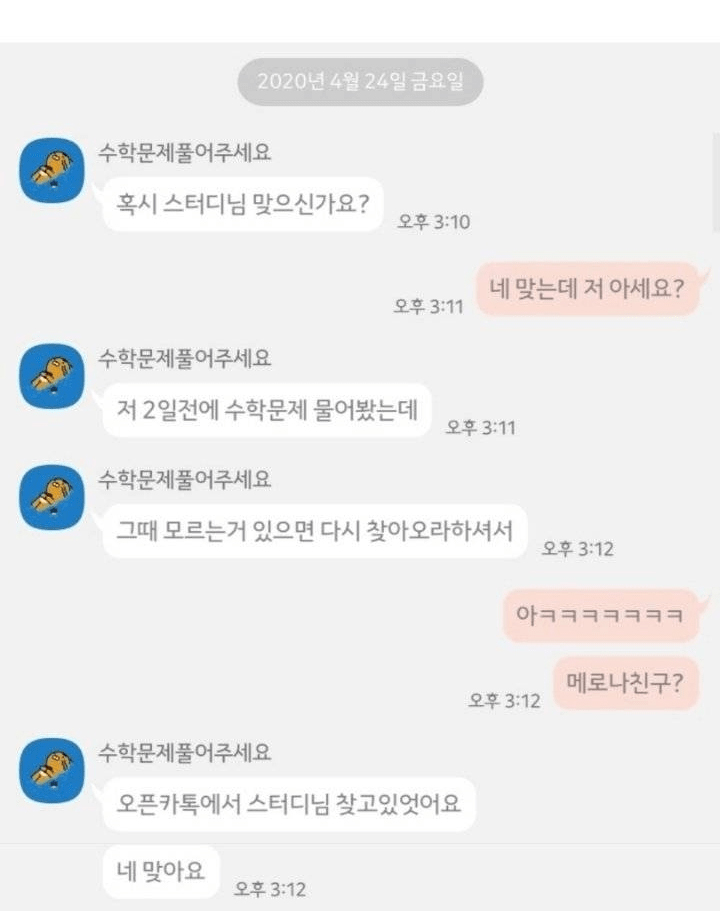 2020년 4월 24일 금요일
수학문제풀어주세요
혹시 스터디님 맞으신가요?
오후 3:10
네 맞는데 저 아세요?
오후 3:11
수학문제풀어주세요
저 2일전에 수학문제 물어봤는데
오후 3:11
수학문제풀어주세요
그때 모르는거 있으면 다시 찾아오라하셔서
오후 3:12
아ㅋㅋㅋㅋㅋㅋㅋ
메로나친구?
오후 3:12
수학문제풀어주세요
오픈카톡에서 스터디님 찾고있엇어요
네 맞아요
오후 3:12